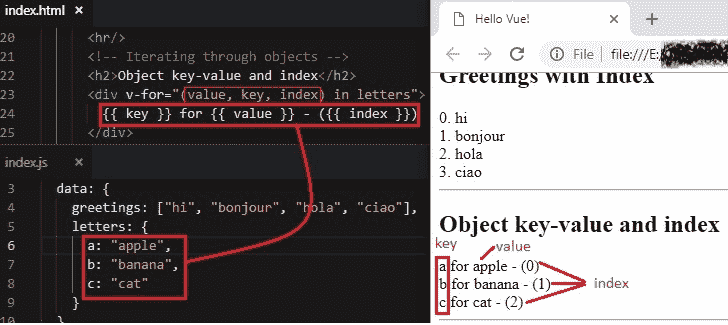 index.html
20 <hr/>
21 <!-- Iterating through objects -->
22 <h2>Object key-value and index</h2>
23 <div v-for="(value, key, index) in letters">
24 {{ key }} for {{ value }} - ({{ index }})
25 </div>
index.js ×
3 data: {
4 greetings: ["hi", "bonjour", "hola", "ciao"],
5 letters: {
6 a: "apple",
7 b: "banana",
8 c: "cat"
9 }
10 }
Hello Vue! ×
File file:///E:
Greetings with Index
0. hi
1. bonjour
2. hola
3. ciao
Object key-value and index
key value
a for apple - (0)
b for banana - (1) index
c for cat - (2)